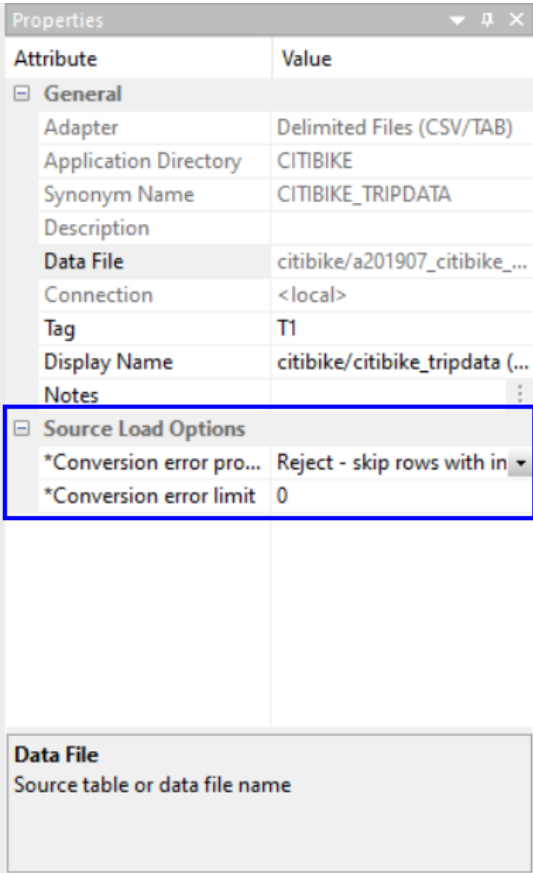 Properties
Attribute Value
General
Adapter Delimited Files (CSV/TAB)
Application Directory CITIBIKE
Synonym Name CITIBIKE_TRIPDATA
Description
Data File citibike/a201907_citibike_...
Connection <local>
Tag T1
Display Name citibike/citibike_tripdata (...
Notes
Source Load Options
*Conversion error pro... Reject - skip rows with in
*Conversion error limit 0
Data File
Source table or data file name